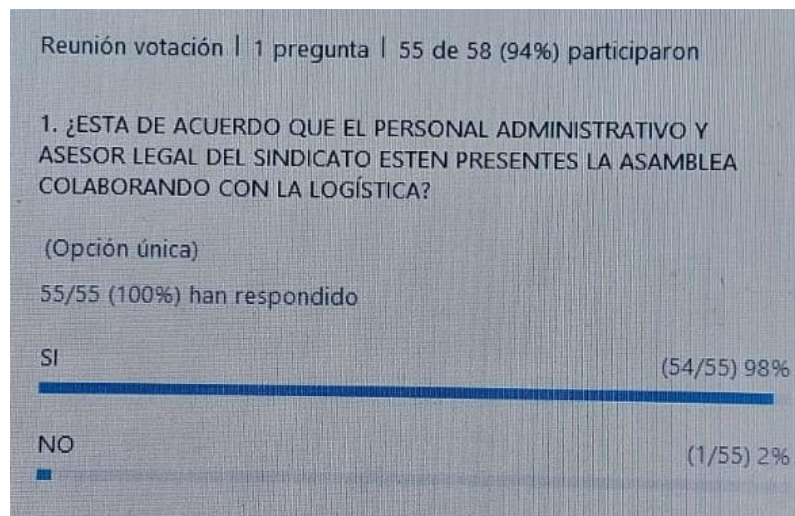 Reunión votación | 1 pregunta | 55 de 58 (94%) participaron
1. ¿ESTA DE ACUERDO QUE EL PERSONAL ADMINISTRATIVO Y
ASESOR LEGAL DEL SINDICATO ESTEN PRESENTES LA ASAMBLEA
COLABORANDO CON LA LOGÍSTICA?
(Opción única)
55/55 (100%) han respondido
SI (54/55) 98%
NO (1/55) 2%